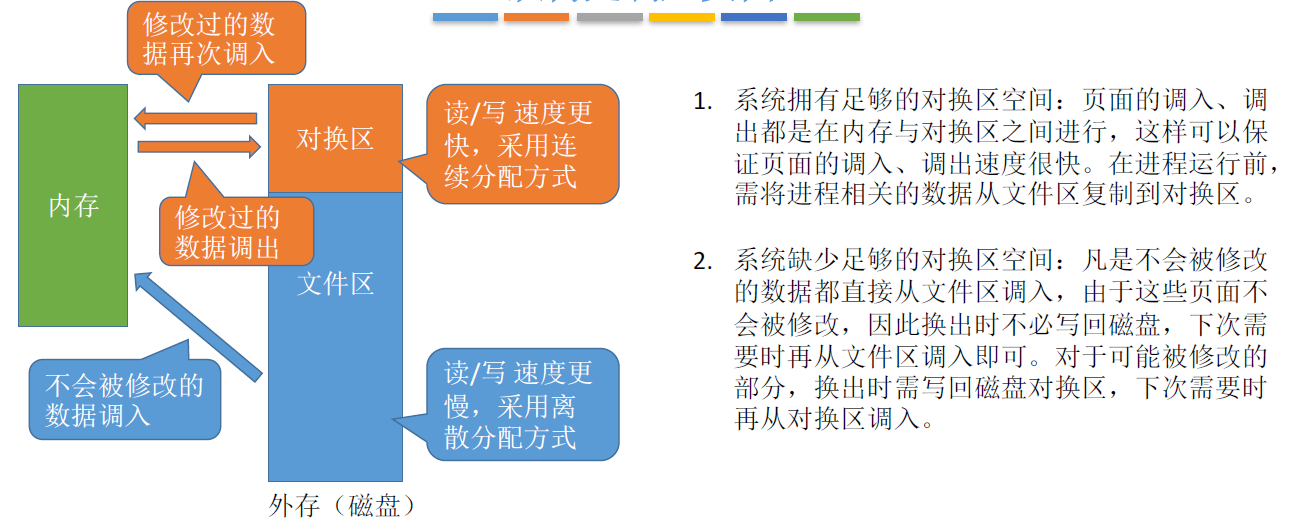 修改过的数
据再次调入
内存
对换区
读/写 速度更
快，采用连
续分配方式
修改过的
数据调出
文件区
不会被修改的
数据调入
读/写 速度更
慢，采用离
散分配方式
外存（磁盘）
1. 系统拥有足够的对换区空间：页面的调入、调
出都是在内存与对换区之间进行，这样可以保
证页面的调入、调出速度很快。在进程运行前，
需将进程相关的数据从文件区复制到对换区。
2. 系统缺少足够的对换区空间：凡是不会被修改
的数据都直接从文件区调入，由于这些页面不
会被修改，因此换出时不必写回磁盘，下次需
要时再从文件区调入即可。对于可能被修改的
部分，换出时需写回磁盘对换区，下次需要时
再从对换区调入。